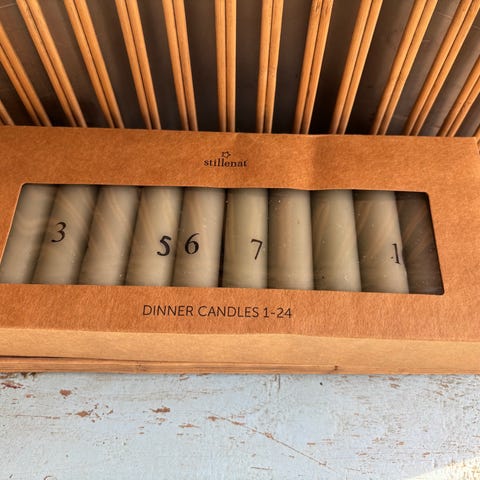 stillenat
3 5 6 7 1
DINNER CANDLES 1-24